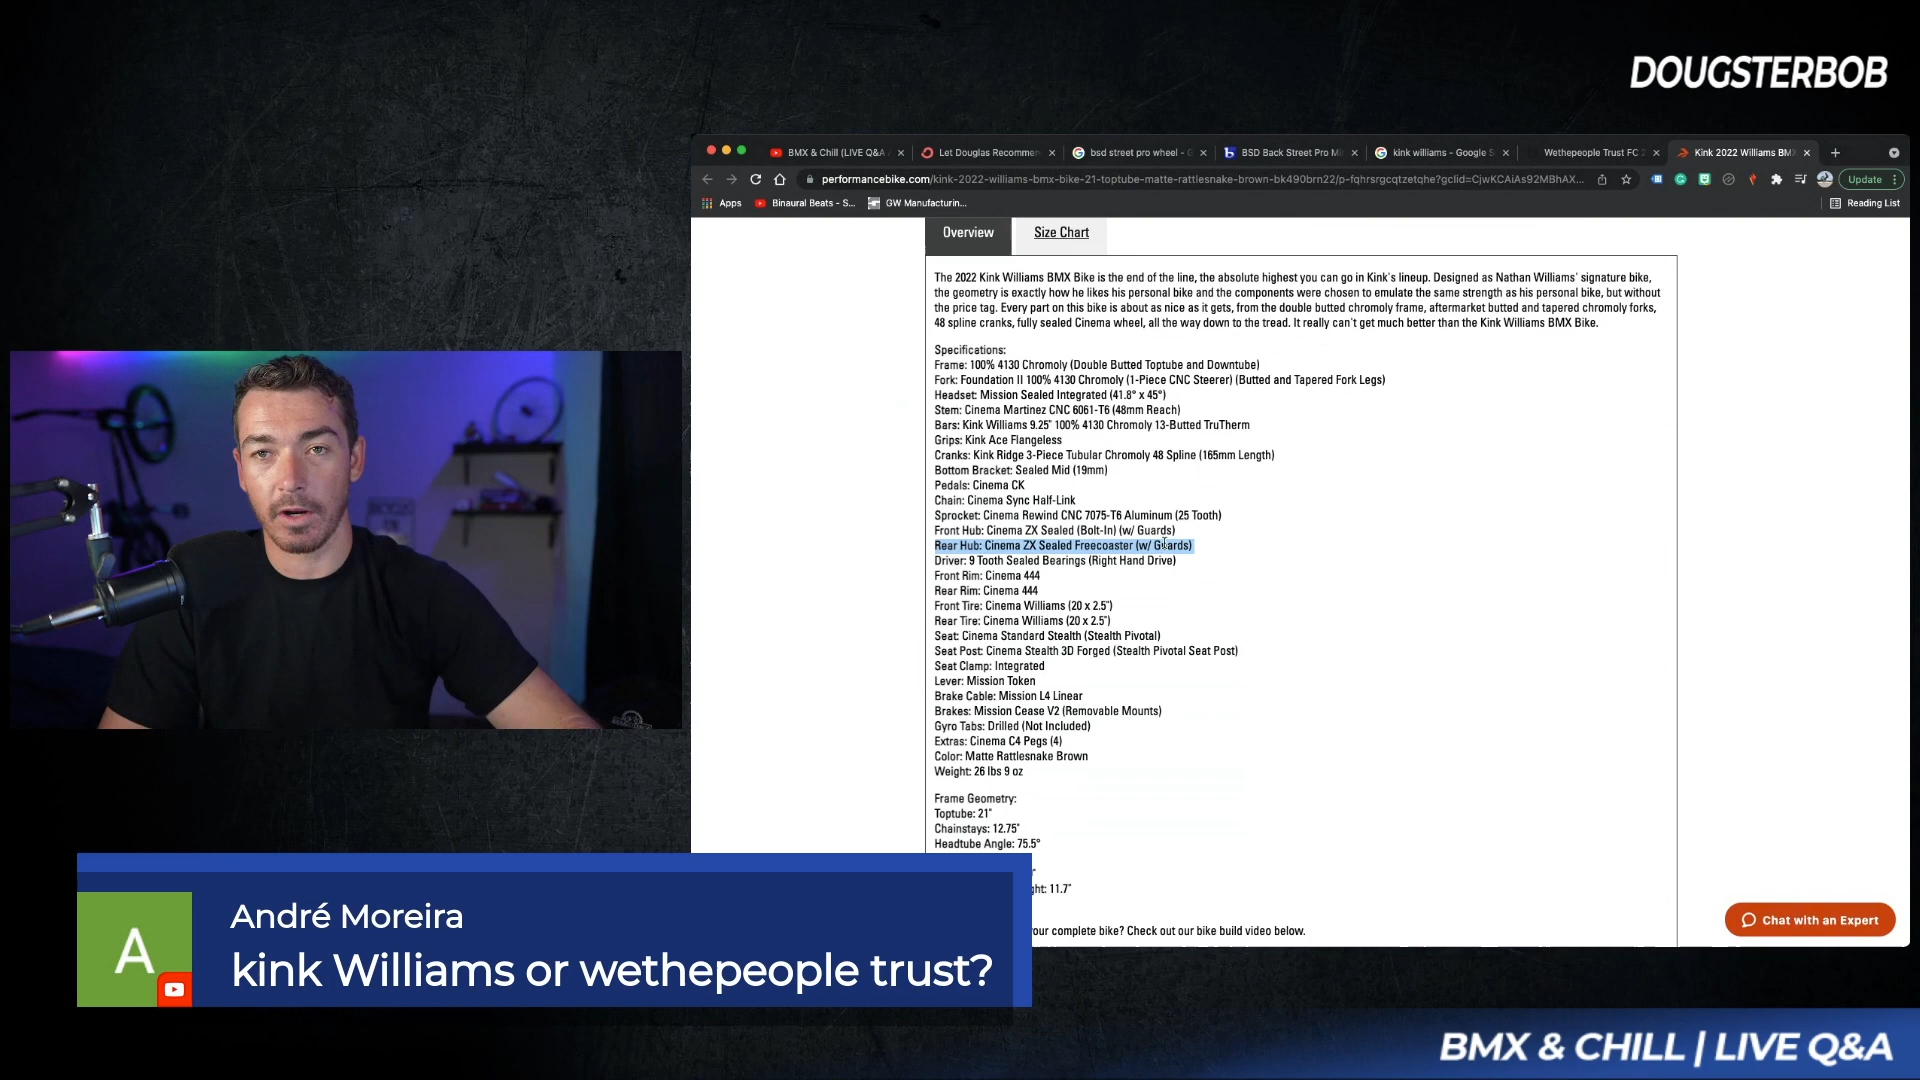 DOUGSTERBOB
BMX & Chill (LIVE Q&A
Let Douglas Recommen
bsd street pro wheel - G
BSD Back Street Pro Mi
kink williams - Google S
Wethepeople Trust FC 2
Kink 2022 Williams BMX
performancebike.com/kink-2022-williams-bmx-bike-21-toptube-matte-rattlesnake-brown-bk490brn22/p-fqhrsrgcqtzetqhe?gclid=CjwKCAiAs92MBhAX...
Update
Apps
Binaural Beats - S...
GW Manufacturin...
Reading List
Overview
Size Chart
The 2022 Kink Williams BMX Bike is the end of the line, the absolute highest you can go in Kink's lineup. Designed as Nathan Williams' signature bike,
the geometry is exactly how he likes his personal bike and the components were chosen to emulate the same strength as his personal bike, but without
the price tag. Every part on this bike is about as nice as it gets, from the double butted chromoly frame, aftermarket butted and tapered chromoly forks,
48 spline cranks, fully sealed Cinema wheel, all the way down to the tread. It really can't get much better than the Kink Williams BMX Bike.
Specifications:
Frame: 100% 4130 Chromoly (Double Butted Toptube and Downtube)
Fork: Foundation II 100% 4130 Chromoly (1-Piece CNC Steerer) (Butted and Tapered Fork Legs)
Headset: Mission Sealed Integrated (41.8° x 45°)
Stem: Cinema Martinez CNC 6061-T6 (48mm Reach)
Bars: Kink Williams 9.25" 100% 4130 Chromoly 13-Butted TruTherm
Grips: Kink Ace Flangeless
Cranks: Kink Ridge 3-Piece Tubular Chromoly 48 Spline (165mm Length)
Bottom Bracket: Sealed Mid (19mm)
Pedals: Cinema CK
Chain: Cinema Sync Half-Link
Sprocket: Cinema Rewind CNC 7075-T6 Aluminum (25 Tooth)
Front Hub: Cinema ZX Sealed (Bolt-In) (w/ Guards)
Rear Hub: Cinema ZX Sealed Freecoaster (w/ Guards)
Driver: 9 Tooth Sealed Bearings (Right Hand Drive)
Front Rim: Cinema 444
Rear Rim: Cinema 444
Front Tire: Cinema Williams (20 x 2.5")
Rear Tire: Cinema Williams (20 x 2.5")
Seat: Cinema Standard Stealth (Stealth Pivotal)
Seat Post: Cinema Stealth 3D Forged (Stealth Pivotal Seat Post)
Seat Clamp: Integrated
Lever: Mission Token
Brake Cable: Mission L4 Linear
Brakes: Mission Cease V2 (Removable Mounts)
Gyro Tabs: Drilled (Not Included)
Extras: Cinema C4 Pegs (4)
Color: Matte Rattlesnake Brown
Weight: 26 lbs 9 oz
Frame Geometry:
Toptube: 21"
Chainstays: 12.75"
Headtube Angle: 75.5°
ght: 11.7"
our complete bike? Check out our bike build video below.
Chat with an Expert
A
André Moreira
kink Williams or wethepeople trust?
BMX & CHILL | LIVE Q&A